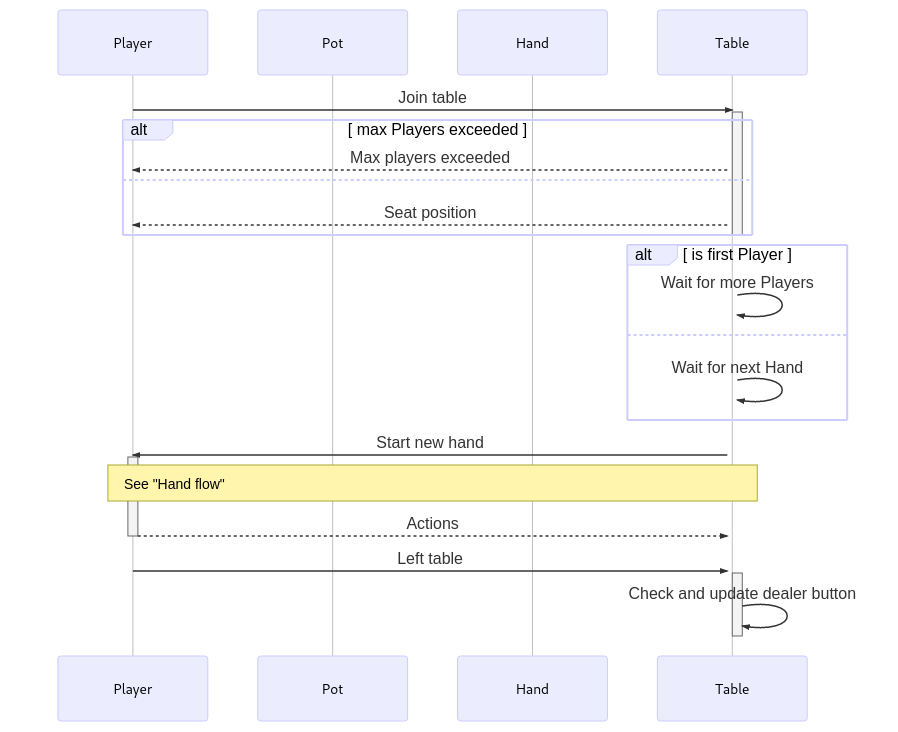 Player
Pot
Hand
Table
Join table
alt
[ max Players exceeded ]
Max players exceeded
Seat position
alt
[ is first Player ]
Wait for more Players
Wait for next Hand
Start new hand
See "Hand flow"
Actions
Left table
Check and update dealer button
Player
Pot
Hand
Table